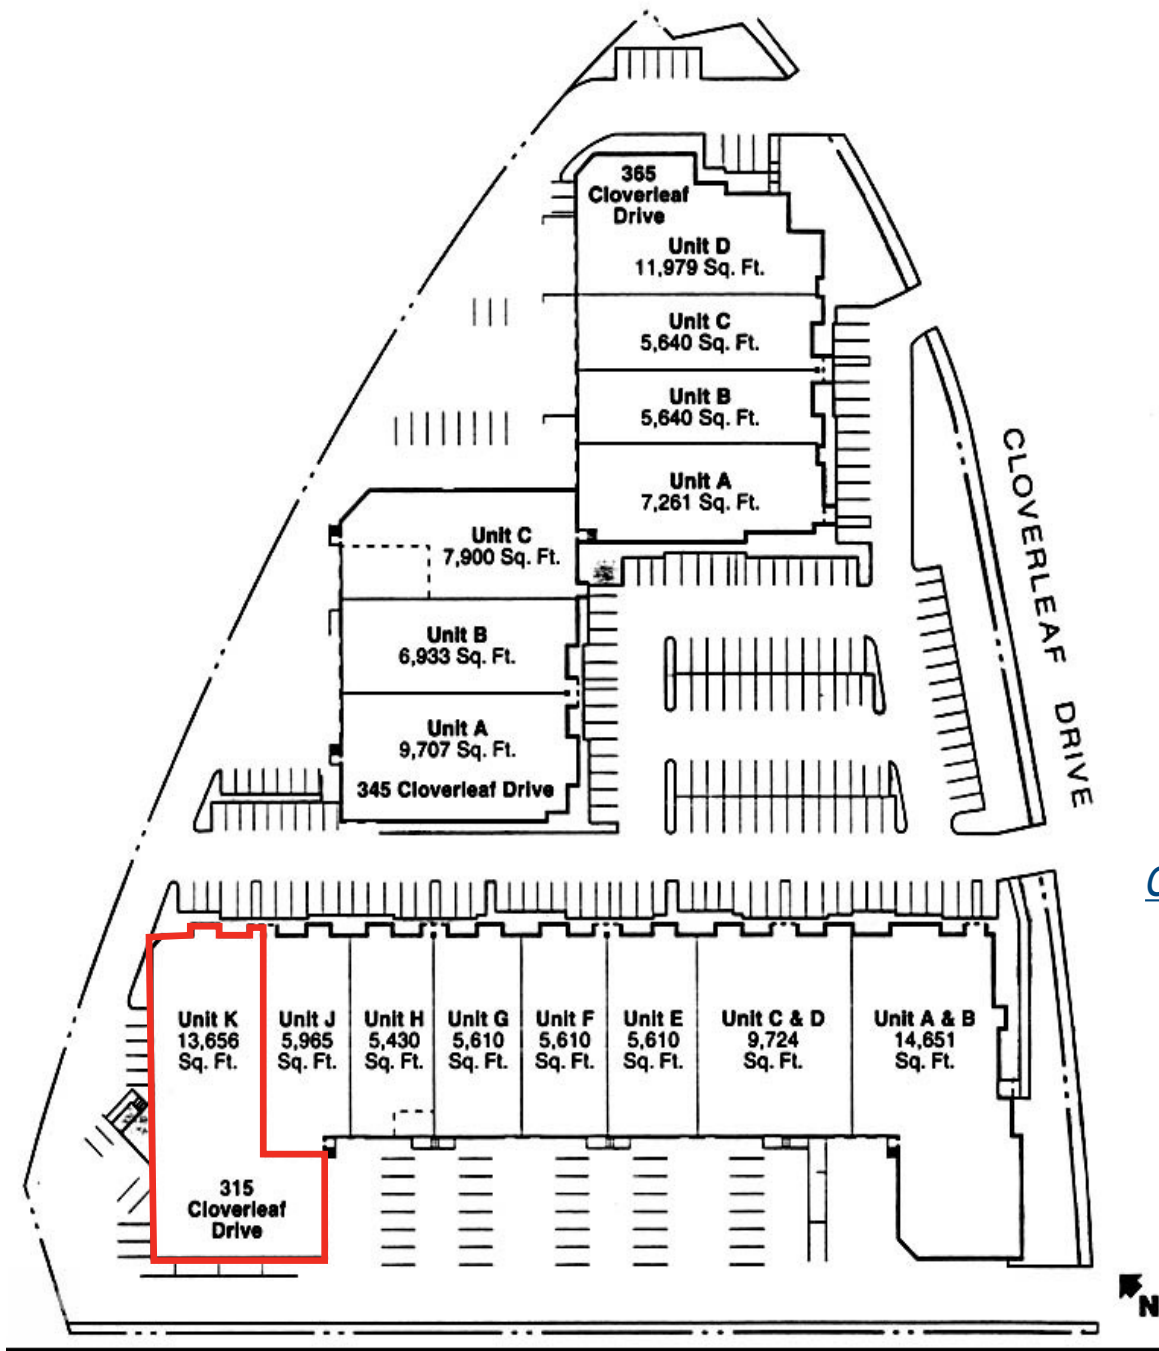 365
Cloverleaf
Drive
Unit D
11,979 Sq. Ft.
Unit C
5,640 Sq. Ft.
Unit B
5,640 Sq. Ft.
Unit A
7,261 Sq. Ft.
CLOVERLEAF DRIVE
Unit C
7,900 Sq. Ft.
Unit B
6,933 Sq. Ft.
Unit A
9,707 Sq. Ft.
345 Cloverleaf Drive
Unit K
13,656
Sq. Ft.
Unit J
5,965
Sq. Ft.
Unit H
5,430
Sq. Ft.
Unit G
5,610
Sq. Ft.
Unit F
5,610
Sq. Ft.
Unit E
5,610
Sq. Ft.
Unit C & D
9,724
Sq. Ft.
Unit A & B
14,651
Sq. Ft.
315
Cloverleaf
Drive
N